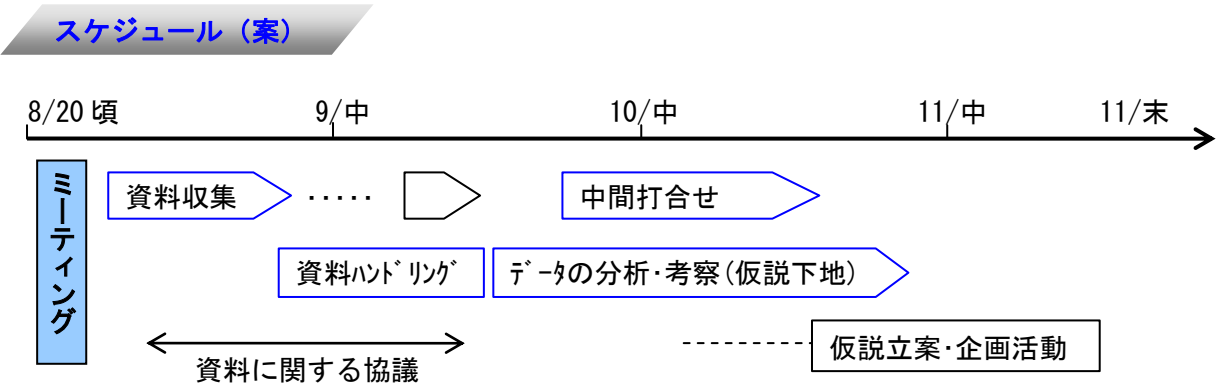 スケジュール（案）
8/20 頃 9/中 10/中 11/中 11/末
ミーティング
資料収集 ····· 中間打合せ
資料ﾊﾝﾄﾞﾘﾝｸﾞ ﾃﾞｰﾀの分析･考察（仮説下地）
仮説立案･企画活動
資料に関する協議